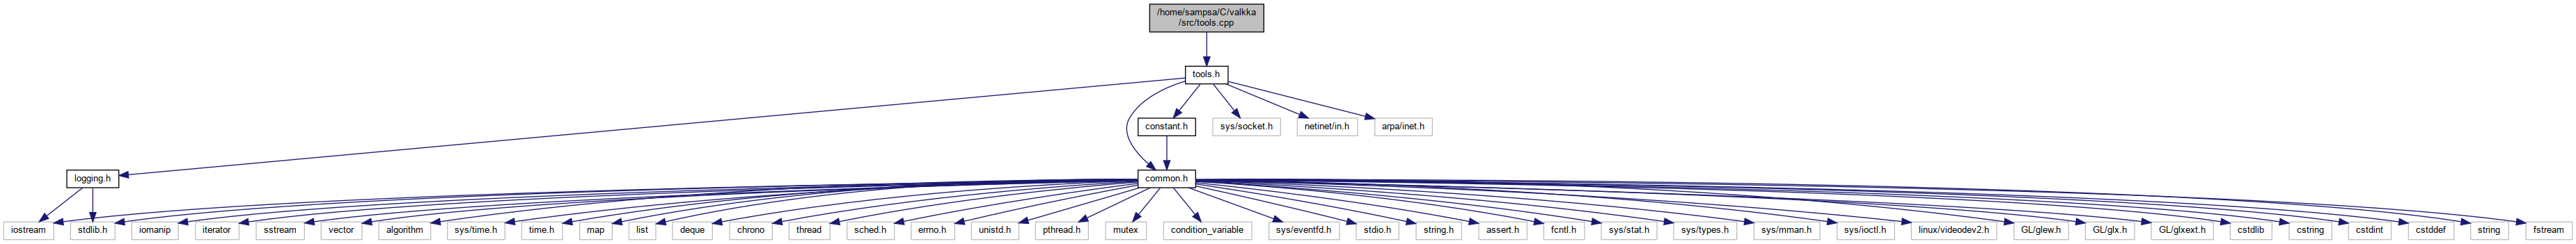 /home/sampsa/C/valkka
/src/tools.cpp
tools.h
constant.h
sys/socket.h
netinet/in.h
arpa/inet.h
logging.h
common.h
iostream
stdlib.h
iomanip
iterator
sstream
vector
algorithm
sys/time.h
time.h
map
list
deque
chrono
thread
sched.h
errno.h
unistd.h
pthread.h
mutex
condition_variable
sys/eventfd.h
stdio.h
string.h
assert.h
fcntl.h
sys/stat.h
sys/types.h
sys/mman.h
sys/ioctl.h
linux/videodev2.h
GL/glew.h
GL/glx.h
GL/glxext.h
cstdlib
cstring
cstdint
cstddef
string
fstream